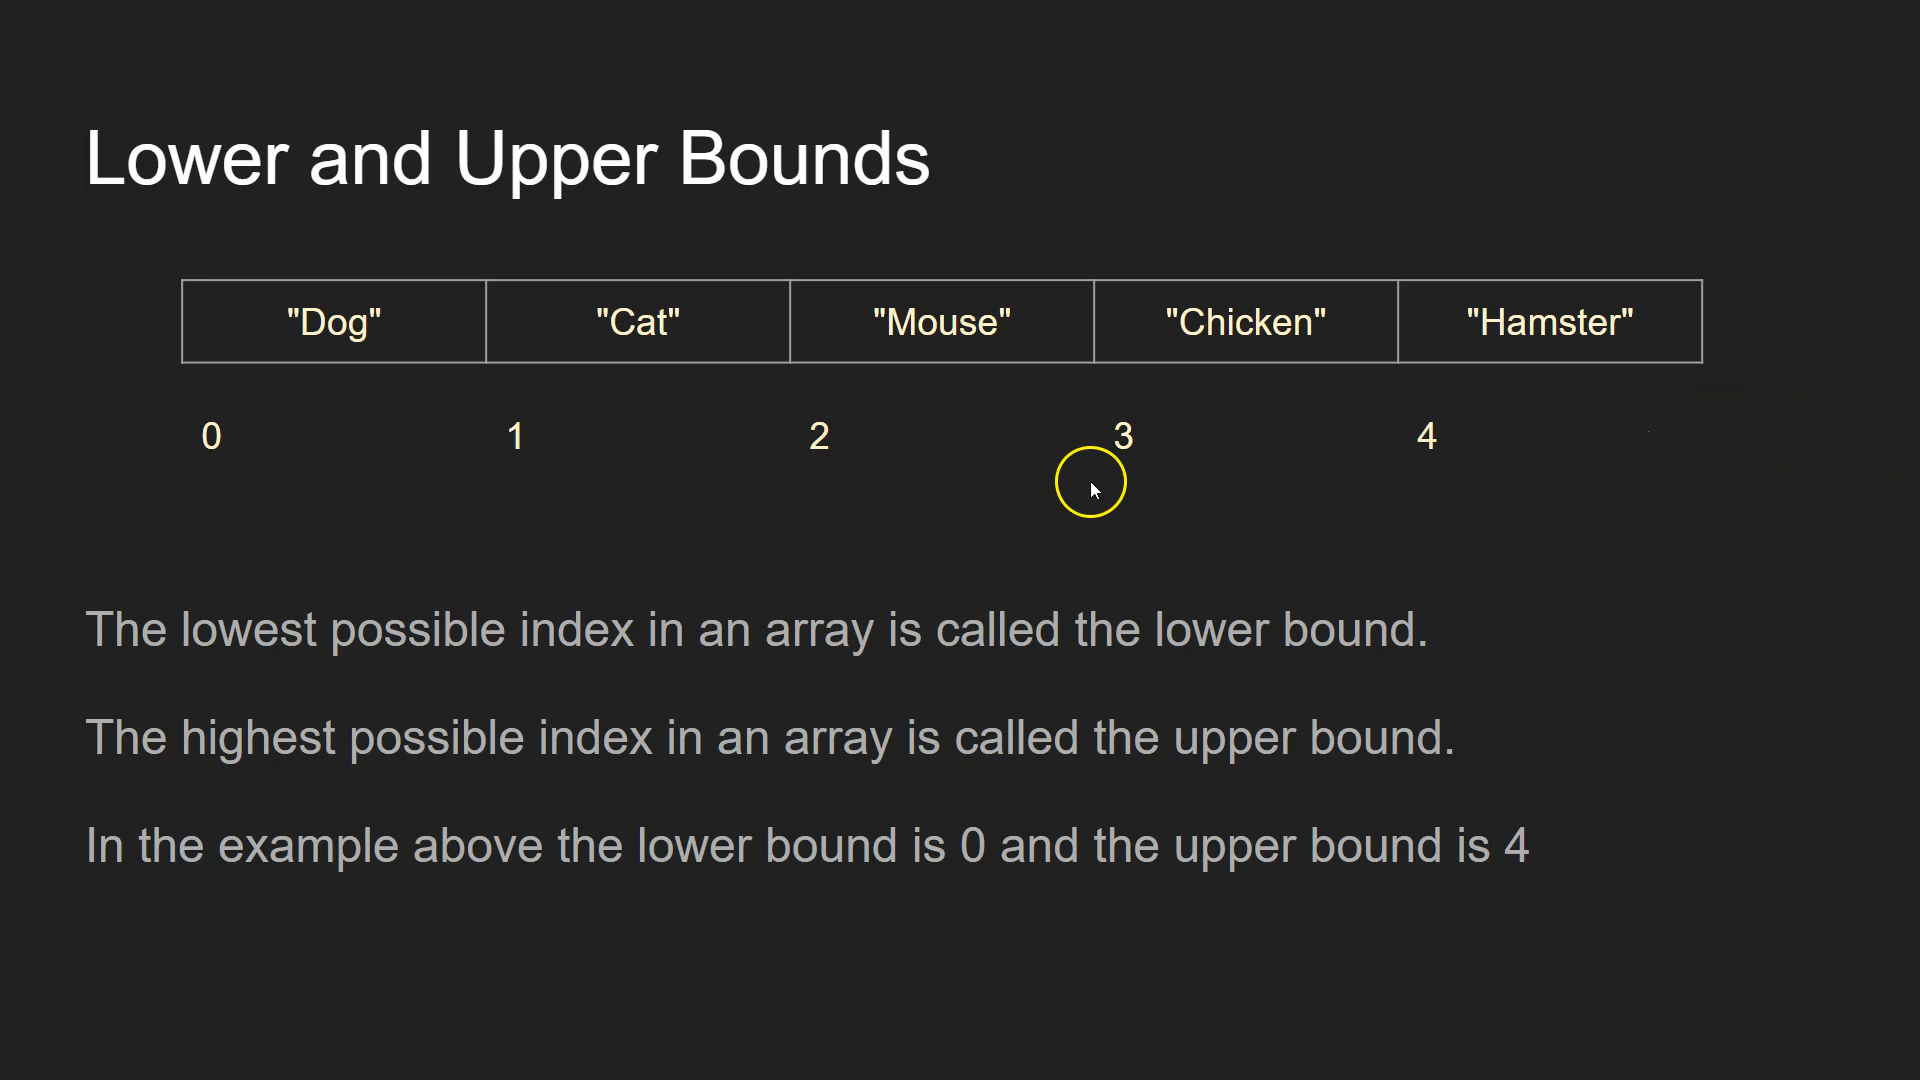 Lower and Upper Bounds
"Dog" "Cat" "Mouse" "Chicken" "Hamster"
0 1 2 3 4
The lowest possible index in an array is called the lower bound.
The highest possible index in an array is called the upper bound.
In the example above the lower bound is 0 and the upper bound is 4